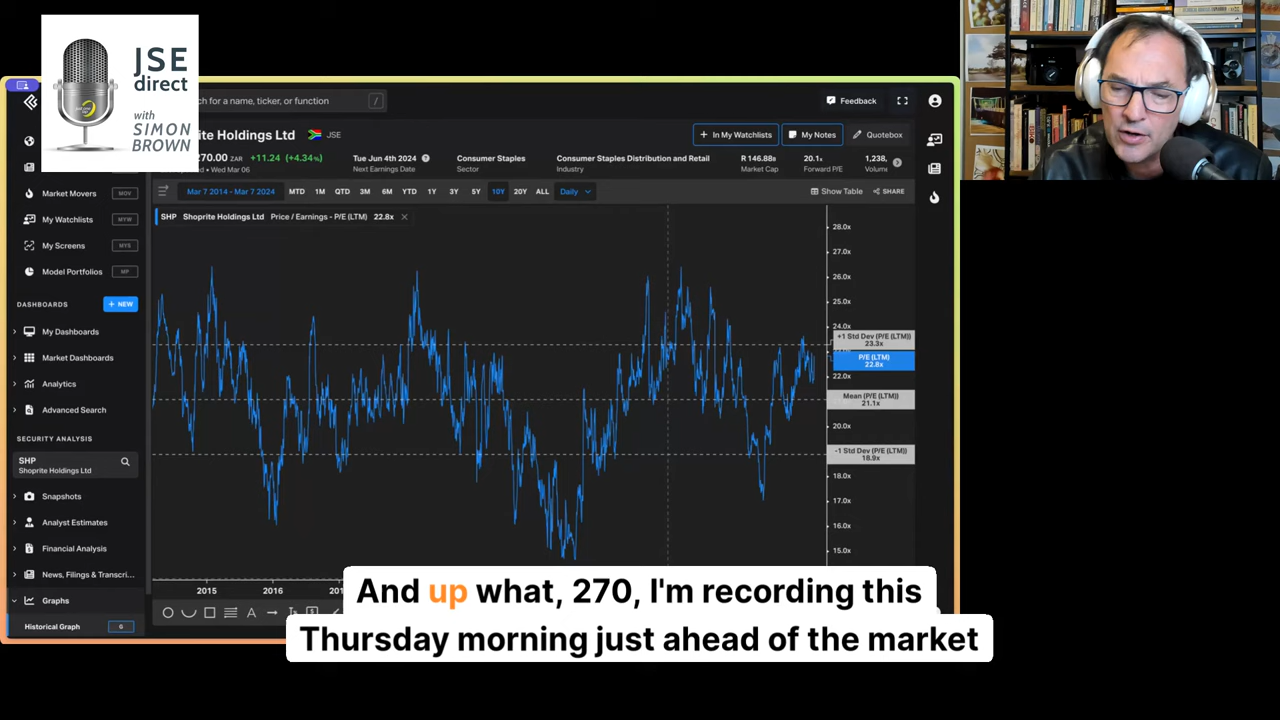 JSE
direct
with
SIMON
BROWN
ch for a name, ticker, or function
/
Feedback
prite Holdings Ltd
JSE
+ In My Watchlists
My Notes
Quotebox
270.00 ZAR +11.24 (+4.34%)
Wed Mar 06
Tue Jun 4th 2024
Next Earnings Date
Consumer Staples
Sector
Consumer Staples Distribution and Retail
Industry
R 146.88B
Market Cap
20.1x
Forward P/E
1,238,
Volume
Mar 7 2014 - Mar 7 2024
MTD
1M
QTD
3M
6M
YTD
1Y
3Y
5Y
10Y
20Y
ALL
Daily
Show Table
SHARE
SHP Shoprite Holdings Ltd Price / Earnings - P/E (LTM) 22.8x
Market Movers
MOV
My Watchlists
MYW
My Screens
MYS
Model Portfolios
MP
DASHBOARDS
+ NEW
My Dashboards
Market Dashboards
Analytics
Advanced Search
SECURITY ANALYSIS
SHP
Shoprite Holdings Ltd
Snapshots
Analyst Estimates
Financial Analysis
News, Filings & Transcri...
Graphs
Historical Graph
G
28.0x
27.0x
26.0x
25.0x
24.0x
+1 Std Dev (P/E (LTM))
23.3x
P/E (LTM)
22.8x
22.0x
Mean (P/E (LTM))
21.1x
20.0x
-1 Std Dev (P/E (LTM))
18.9x
18.0x
17.0x
16.0x
15.0x
2015
2016
And up what, 270, I'm recording this
Thursday morning just ahead of the market